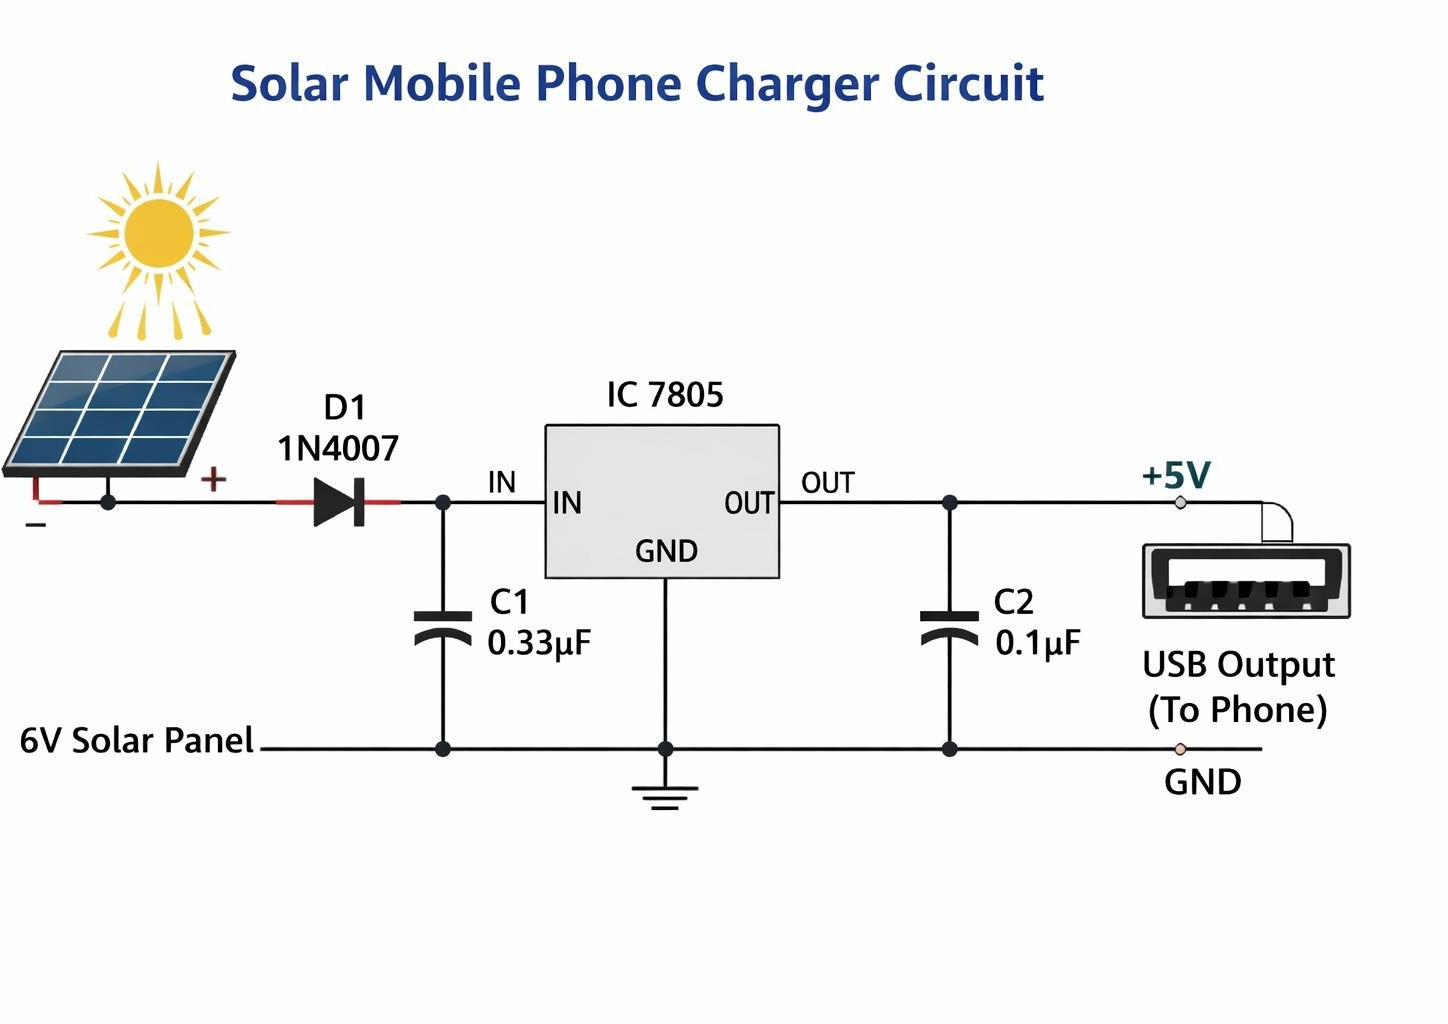 Solar Mobile Phone Charger Circuit
D1
1N4007
+
−
IC 7805
IN
IN
OUT
OUT
GND
+5V
C1
0.33µF
C2
0.1µF
USB Output
(To Phone)
6V Solar Panel
GND